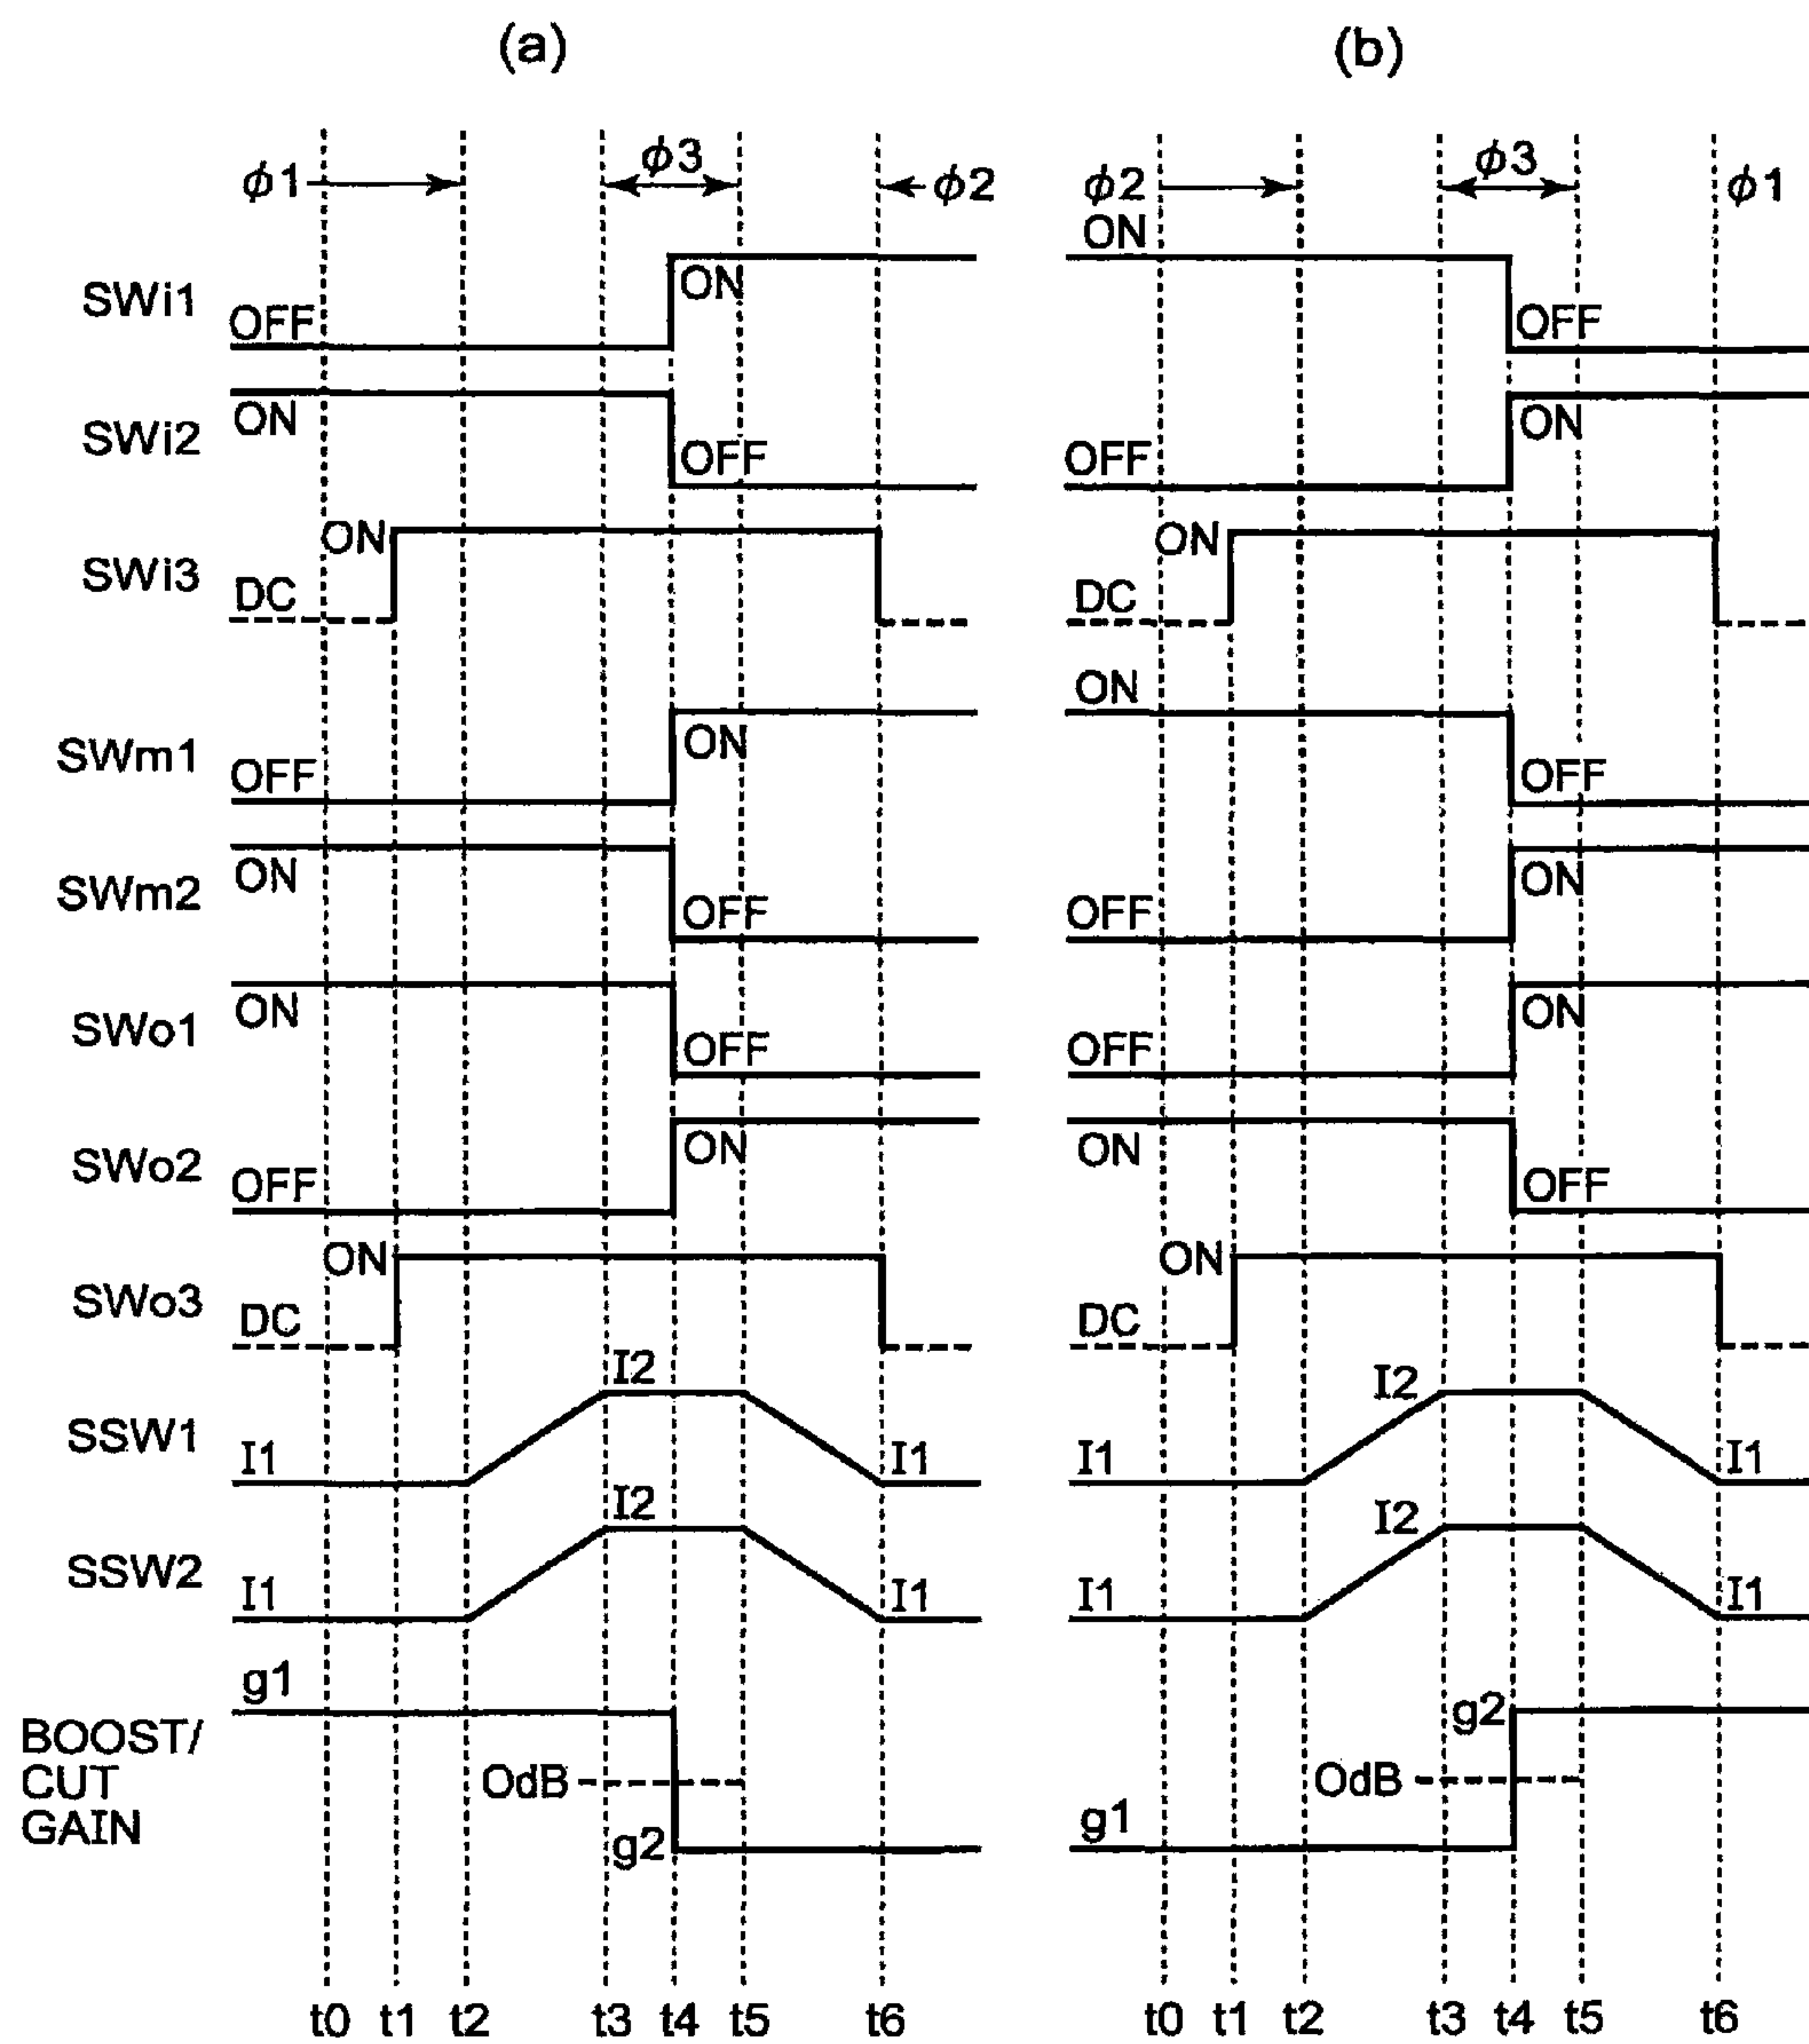 (a) (b)
ϕ1 ϕ3 ϕ2 ϕ2 ϕ3 ϕ1
SWi1 OFF ON ON OFF
SWi2 ON OFF OFF ON
SWi3 DC ON DC ON
SWm1 OFF ON ON OFF
SWm2 ON OFF OFF ON
SWo1 ON OFF OFF ON
SWo2 OFF ON ON OFF
SWo3 DC ON DC ON
SSW1 I1 I2 I1 I1 I2 I1
SSW2 I1 I2 I1 I1 I2 I1
BOOST/
CUT
GAIN
g1 OdB g2 g1 OdB g2
t0 t1 t2 t3 t4 t5 t6 t0 t1 t2 t3 t4 t5 t6